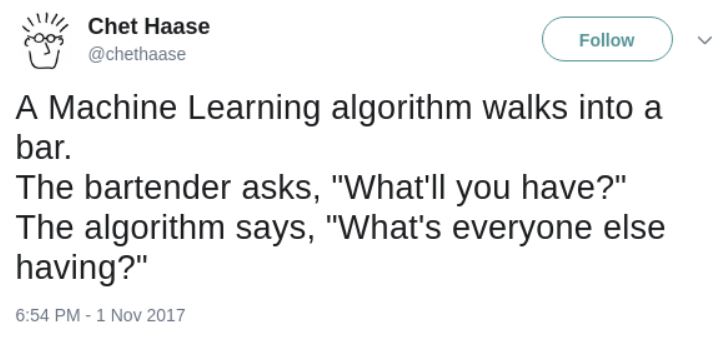 Chet Haase
@chethaase
Follow
A Machine Learning algorithm walks into a
bar.
The bartender asks, "What'll you have?"
The algorithm says, "What's everyone else
having?"
6:54 PM - 1 Nov 2017